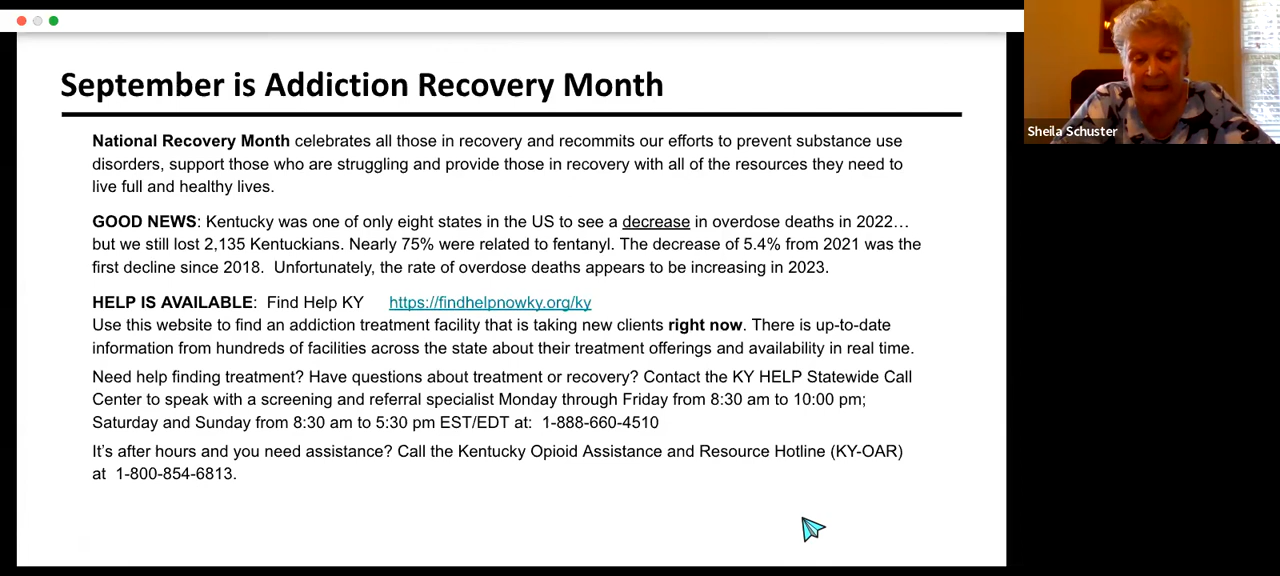 September is Addiction Recovery Month
National Recovery Month celebrates all those in recovery and recommits our efforts to prevent substance use
disorders, support those who are struggling and provide those in recovery with all of the resources they need to
live full and healthy lives.
GOOD NEWS: Kentucky was one of only eight states in the US to see a decrease in overdose deaths in 2022…
but we still lost 2,135 Kentuckians. Nearly 75% were related to fentanyl. The decrease of 5.4% from 2021 was the
first decline since 2018. Unfortunately, the rate of overdose deaths appears to be increasing in 2023.
HELP IS AVAILABLE: Find Help KY https://findhelpnowky.org/ky
Use this website to find an addiction treatment facility that is taking new clients right now. There is up-to-date
information from hundreds of facilities across the state about their treatment offerings and availability in real time.
Need help finding treatment? Have questions about treatment or recovery? Contact the KY HELP Statewide Call
Center to speak with a screening and referral specialist Monday through Friday from 8:30 am to 10:00 pm;
Saturday and Sunday from 8:30 am to 5:30 pm EST/EDT at: 1-888-660-4510
It’s after hours and you need assistance? Call the Kentucky Opioid Assistance and Resource Hotline (KY-OAR)
at 1-800-854-6813.
Sheila Schuster